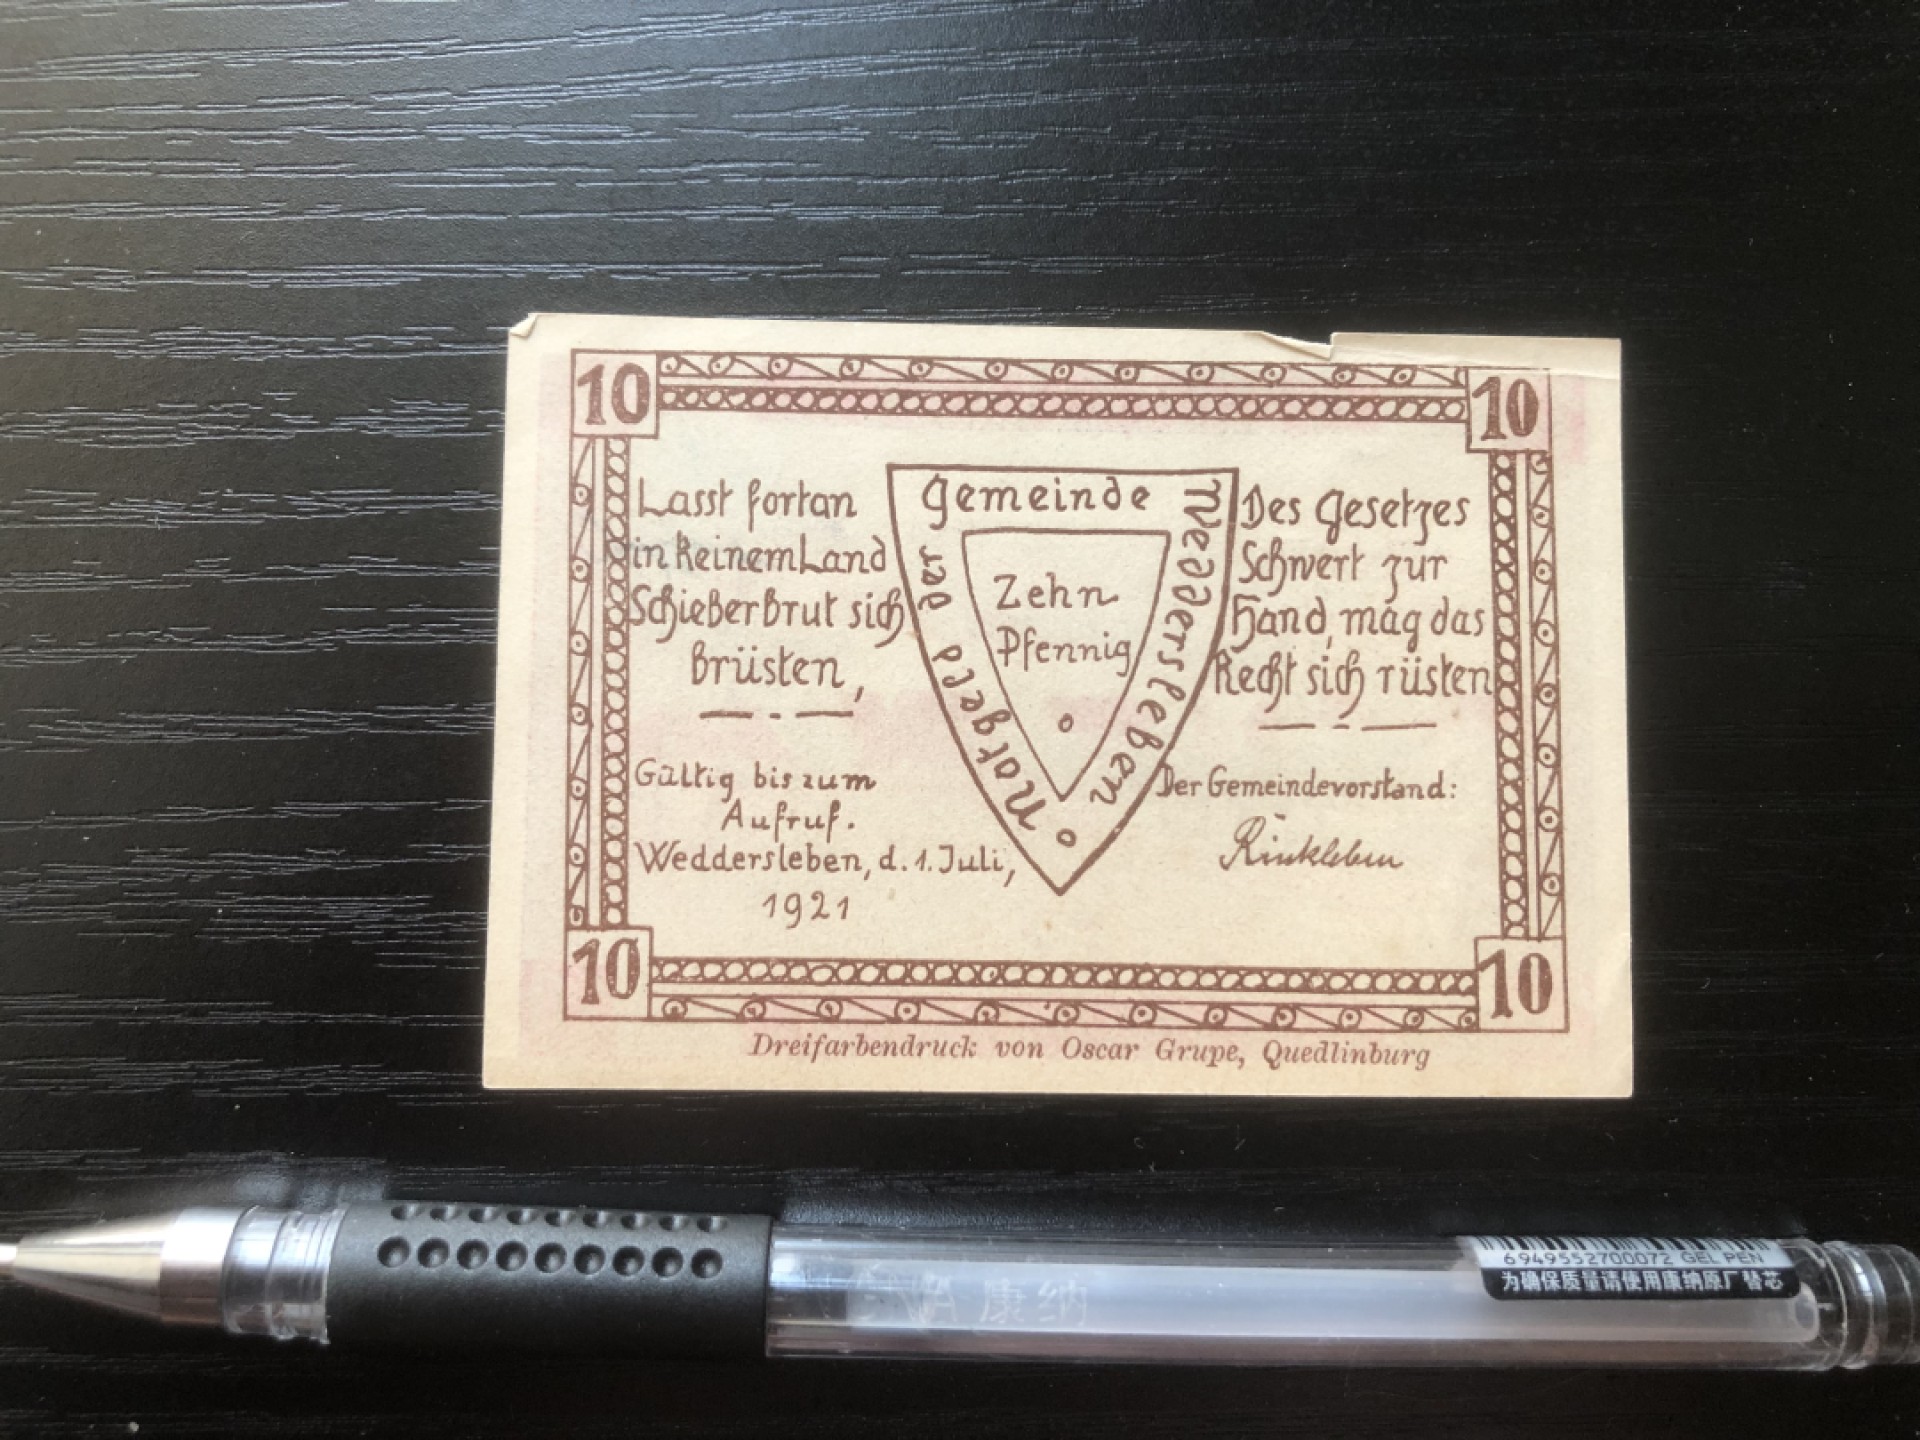 10
10
Lasst fortan
in keinem Land
Schieberbrut sich
brüsten,
Gemeinde Weddersleben
Notgeld der
Zehn
Pfennig
Des Gesetzes
Schwert zur
Hand, mag das
Recht sich rüsten
Gültig bis zum
Aufruf.
Weddersleben, d. 1. Juli,
1921
Der Gemeindevorstand:
Rinkleben
10
10
Dreifarbendruck von Oscar Grupe, Quedlinburg
6949552700072 GEL PEN
为确保质量请使用康纳原厂替芯
康纳